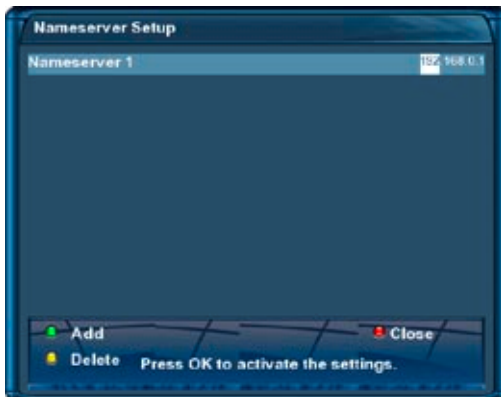 Nameserver Setup
Nameserver 1 192.168.0.1
Add Close
Delete Press OK to activate the settings.